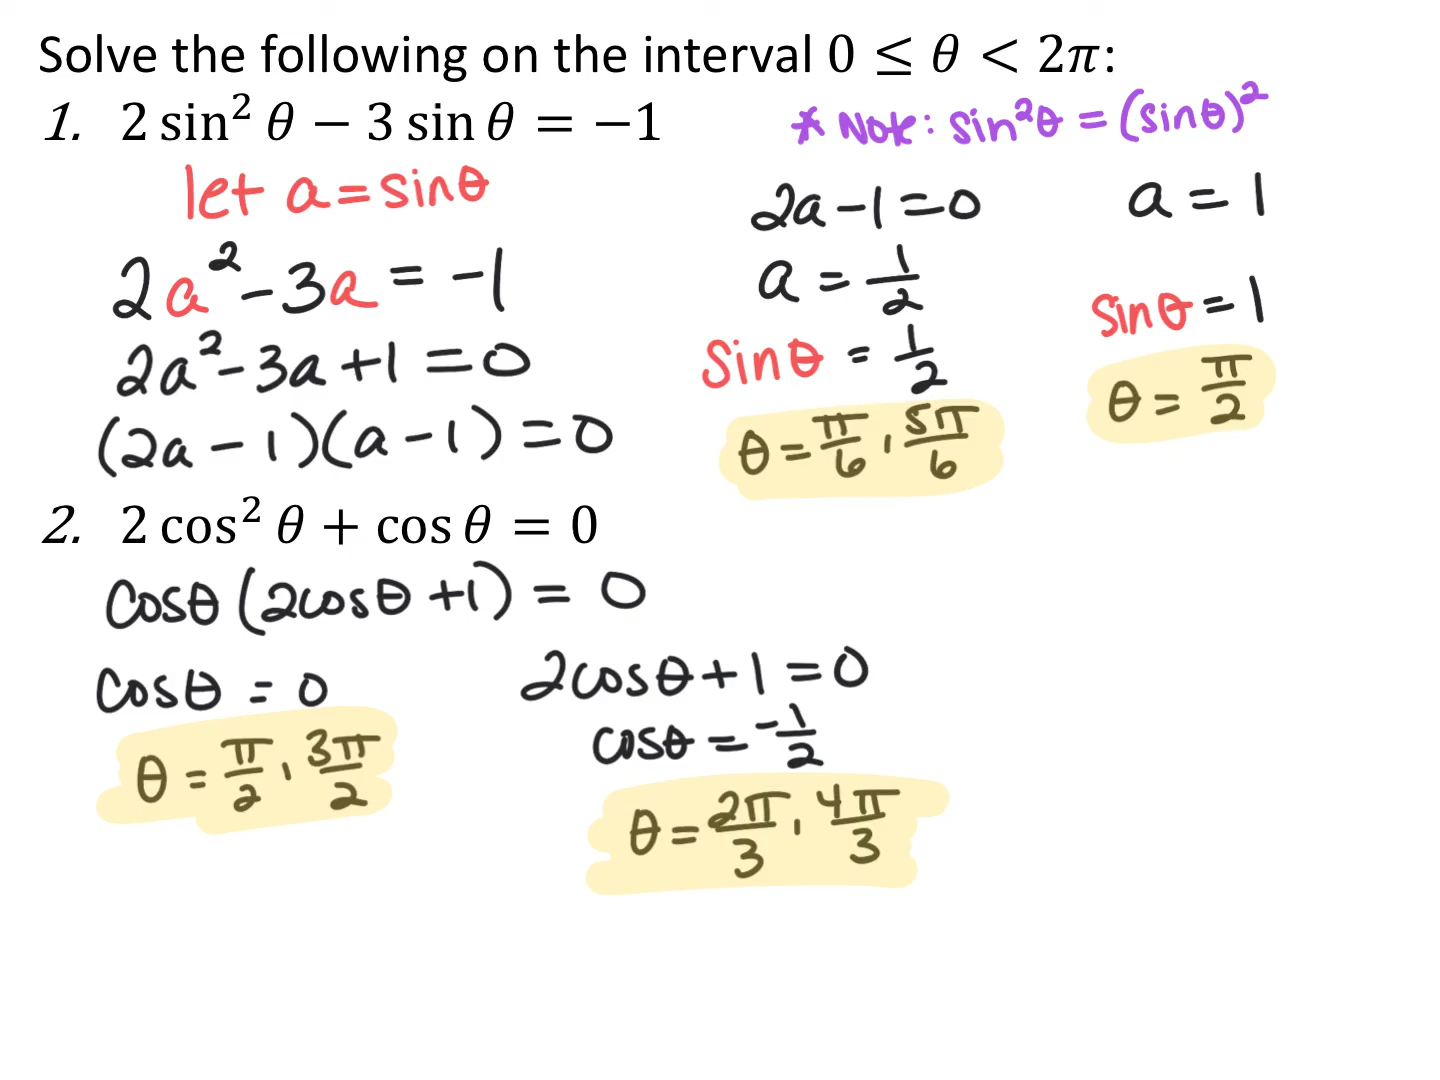 Solve the following on the interval 0 ≤ θ < 2π:
1. 2 sin² θ − 3 sin θ = −1
* Note: sin²θ = (sinθ)²
let a = sinθ
2a² - 3a = -1
2a² - 3a + 1 = 0
(2a - 1)(a - 1) = 0
2a - 1 = 0
a = 1/2
sinθ = 1/2
θ = π/6, 5π/6
a = 1
sinθ = 1
θ = π/2
2. 2 cos² θ + cos θ = 0
cosθ (2cosθ + 1) = 0
cosθ = 0
θ = π/2, 3π/2
2cosθ + 1 = 0
cosθ = -1/2
θ = 2π/3, 4π/3